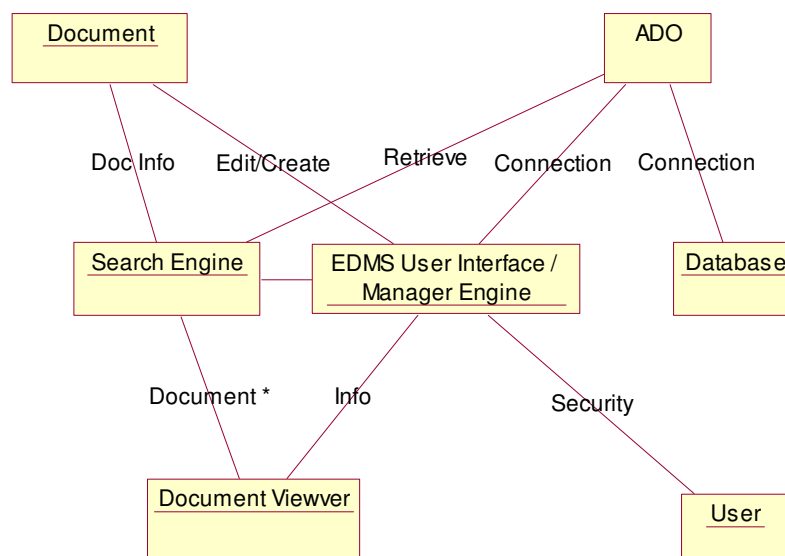 Document
ADO
Doc Info
Edit/Create
Retrieve
Connection
Connection
Search Engine
EDMS User Interface /
Manager Engine
Database
Document *
Info
Security
Document Viewver
User